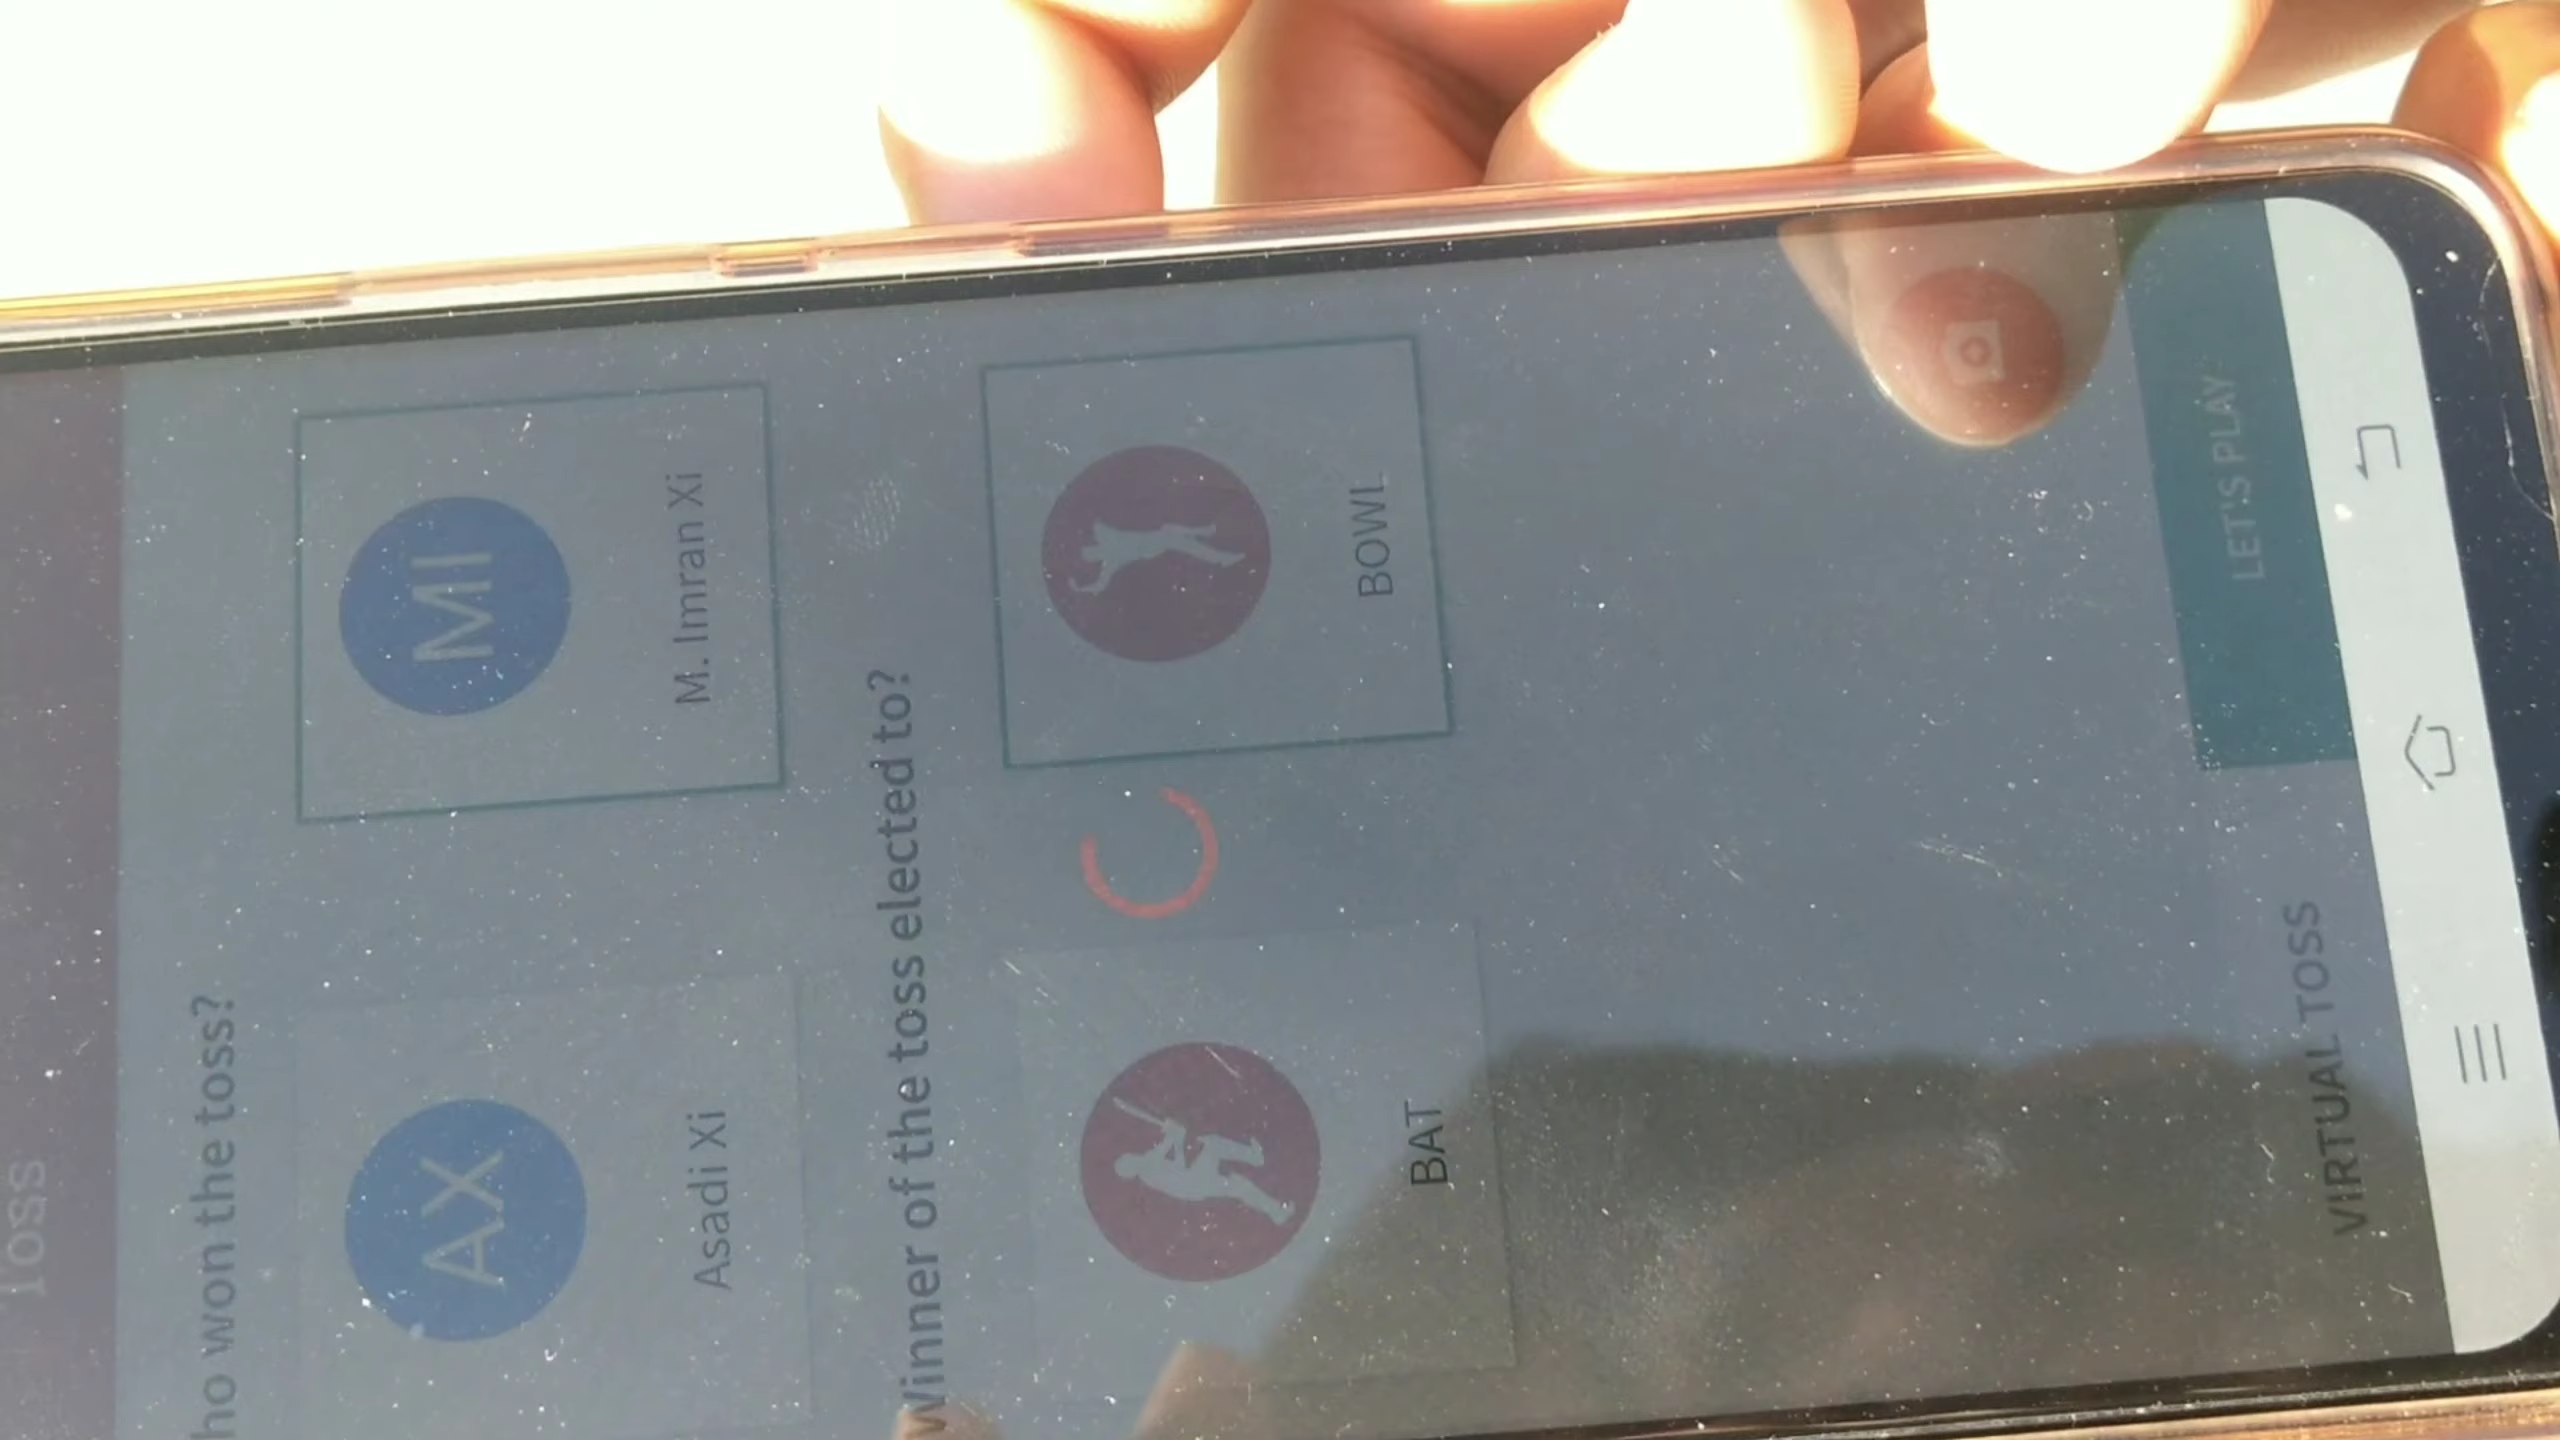 Toss
ho won the toss?
AX
MI
Asadi Xi
M. Imran Xi
Winner of the toss elected to?
BAT
BOWL
VIRTUAL TOSS
LET'S PLAY